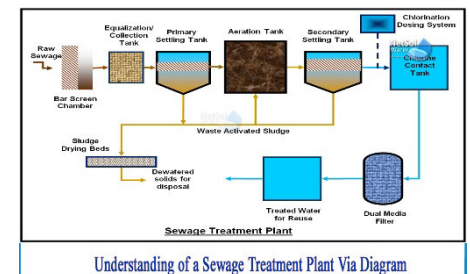 Raw
Sewage
Bar Screen
Chamber
Equalization/
Collection
Tank
Primary
Settling Tank
Aeration Tank
Secondary
Settling Tank
Chlorination
Dosing System
Chlorine
Contact
Tank
Waste Activated Sludge
Sludge
Drying Beds
Dewatered
solids for
disposal
Treated Water
for Reuse
Dual Media
Filter
Sewage Treatment Plant
Understanding of a Sewage Treatment Plant Via Diagram